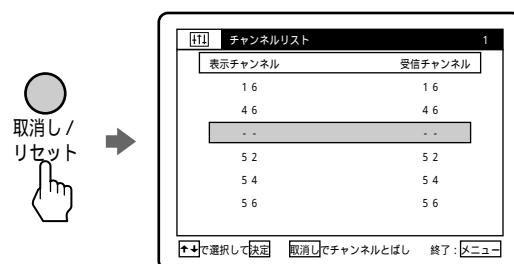 取消し /
リセット
チャンネルリスト 1
表示チャンネル 受信チャンネル
16 16
46 46
-- --
52 52
54 54
56 56
↑↓で選択して決定 取消しでチャンネルとばし 終了:メニュー